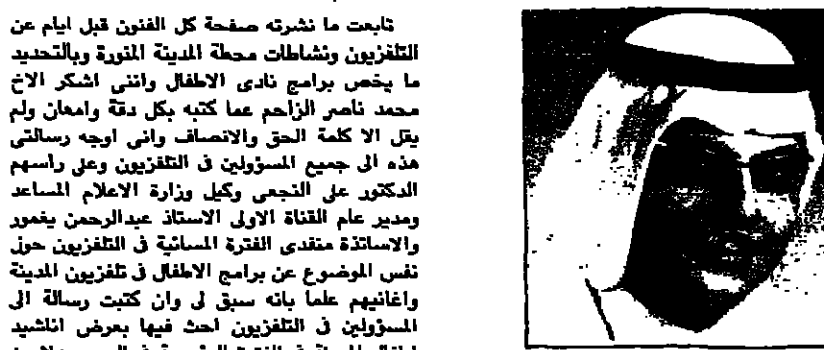 تابعت ما نشرته صفحة كل الفنون قبل ايام عن
التلفزيون ونشاطات محطة المدينة المنورة وبالتحديد
ما يخص برامج نادى الاطفال واننى اشكر الاخ
محمد ناصر الزاحم عما كتبه بكل دقة وامعان ولم
يقل الا كلمة الحق والانصاف وانى اوجه رسالتى
هذه الى جميع المسؤولين فى التلفزيون وعلى راسهم
الدكتور على النجعى وكيل وزارة الاعلام المساعد
ومدير عام القناة الاولى الاستاذ عبدالرحمن يغمور
والاساتذة منفدى الفترة المسائية فى التلفزيون حول
نفس الموضوع عن برامج الاطفال فى تلفزيون المدينة
واغانيهم علما بانه سبق لى وان كتبت رسالة الى
المسؤولين فى التلفزيون احث فيها بعرض اناشيد